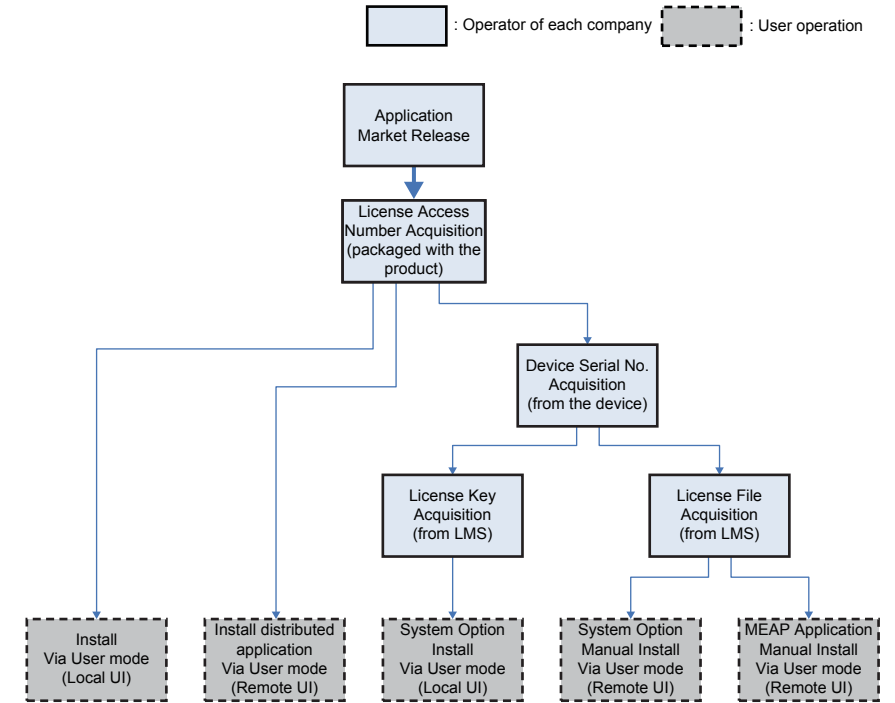 : Operator of each company
: User operation
Application
Market Release
License Access
Number Acquisition
(packaged with the
product)
Device Serial No.
Acquisition
(from the device)
License Key
Acquisition
(from LMS)
License File
Acquisition
(from LMS)
Install
Via User mode
(Local UI)
Install distributed
application
Via User mode
(Remote UI)
System Option
Install
Via User mode
(Local UI)
System Option
Manual Install
Via User mode
(Remote UI)
MEAP Application
Manual Install
Via User mode
(Remote UI)